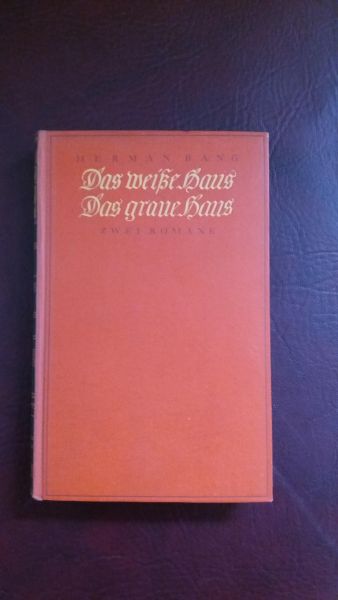 HERMAN BANG
Das weiße Haus
Das graue Haus
ZWEI ROMANE